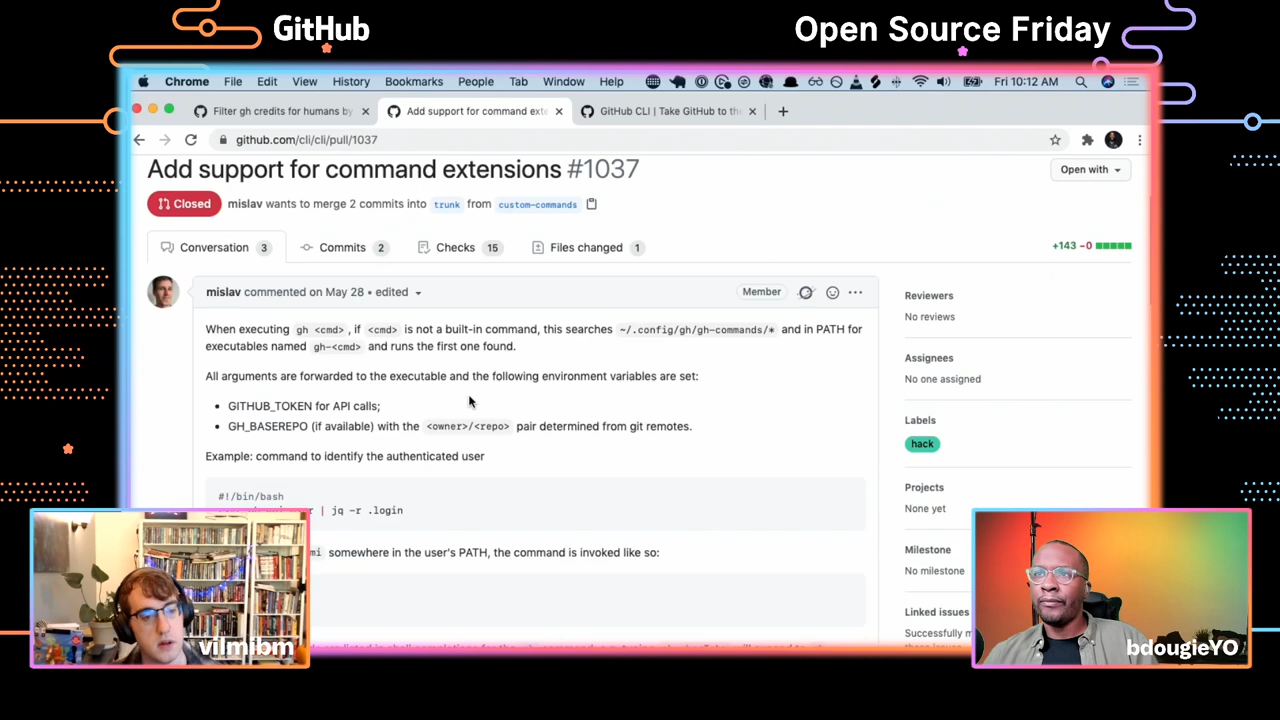 GitHub
Open Source Friday
Chrome File Edit View History Bookmarks People Tab Window Help Fri 10:12 AM
Filter gh credits for humans by
Add support for command exte
GitHub CLI | Take GitHub to the
github.com/cli/cli/pull/1037
Add support for command extensions #1037
Open with
Closed mislav wants to merge 2 commits into trunk from custom-commands
Conversation 3 Commits 2 Checks 15 Files changed 1
+143 −0
mislav commented on May 28 • edited
Member
When executing gh <cmd>, if <cmd> is not a built-in command, this searches ~/.config/gh/gh-commands/* and in PATH for
executables named gh-<cmd> and runs the first one found.
All arguments are forwarded to the executable and the following environment variables are set:
• GITHUB_TOKEN for API calls;
• GH_BASEREPO (if available) with the <owner>/<repo> pair determined from git remotes.
Example: command to identify the authenticated user
#!/bin/bash
| jq -r .login
somewhere in the user's PATH, the command is invoked like so:
Reviewers
No reviews
Assignees
No one assigned
Labels
hack
Projects
None yet
Milestone
No milestone
Linked issues
Successfully m
vilmibm
bdougieYO